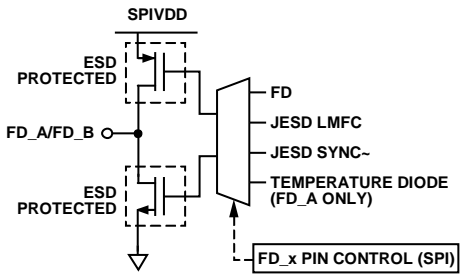 SPIVDD
ESD
PROTECTED
FD
JESD LMFC
FD_A/FD_B
JESD SYNC~
TEMPERATURE DIODE
(FD_A ONLY)
ESD
PROTECTED
FD_x PIN CONTROL (SPI)